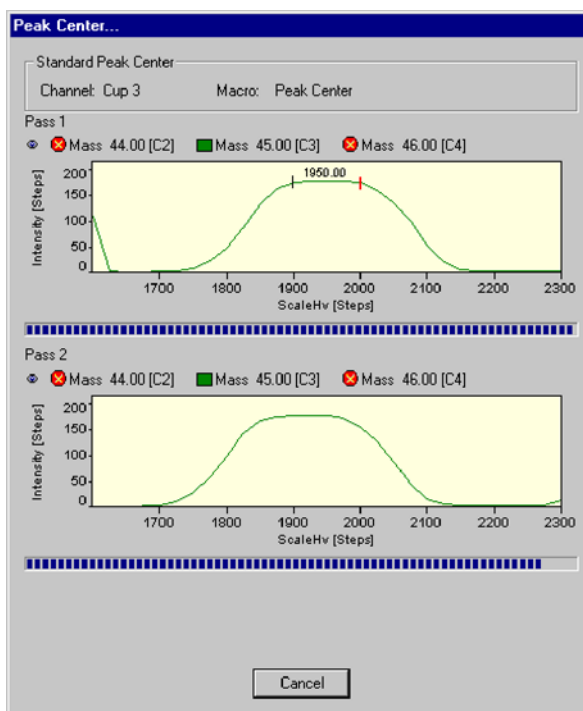 Peak Center...
Standard Peak Center
Channel: Cup 3 Macro: Peak Center
Pass 1
Mass 44.00 [C2] Mass 45.00 [C3] Mass 46.00 [C4]
Intensity [Steps]
200
150
100
50
0
1950.00
1700 1800 1900 2000 2100 2200 2300
ScaleHv [Steps]
Pass 2
Mass 44.00 [C2] Mass 45.00 [C3] Mass 46.00 [C4]
Intensity [Steps]
200
150
100
50
0
1700 1800 1900 2000 2100 2200 2300
ScaleHv [Steps]
Cancel